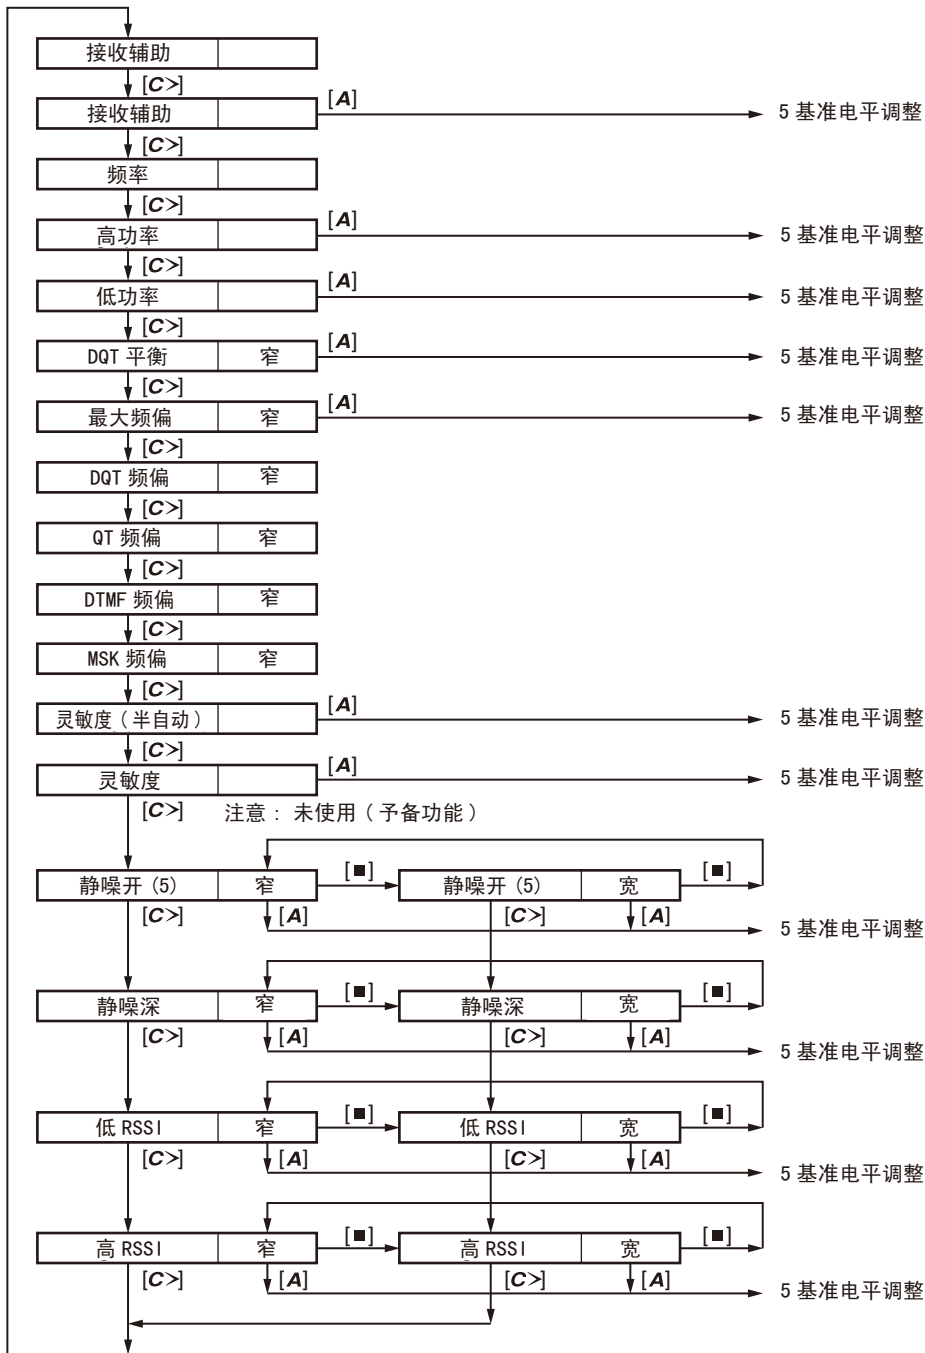 接收辅助
[C>]
接收辅助
[A]
5 基准电平调整
[C>]
频率
[C>]
高功率
[A]
5 基准电平调整
[C>]
低功率
[A]
5 基准电平调整
[C>]
DQT 平衡 窄
[A]
5 基准电平调整
[C>]
最大频偏 窄
[A]
5 基准电平调整
[C>]
DQT 频偏 窄
[C>]
QT 频偏 窄
[C>]
DTMF 频偏 窄
[C>]
MSK 频偏 窄
[C>]
灵敏度(半自动)
[A]
5 基准电平调整
[C>]
灵敏度
[A]
5 基准电平调整
[C>] 注意: 未使用(予备功能)
静噪开(5) 窄 [■] 静噪开(5) 宽 [■]
[C>] [A] [C>] [A]
5 基准电平调整
静噪深 窄 [■] 静噪深 宽 [■]
[C>] [A] [C>] [A]
5 基准电平调整
低 RSSI 窄 [■] 低 RSSI 宽 [■]
[C>] [A] [C>] [A]
5 基准电平调整
高 RSSI 窄 [■] 高 RSSI 宽 [■]
[C>] [A] [C>] [A]
5 基准电平调整